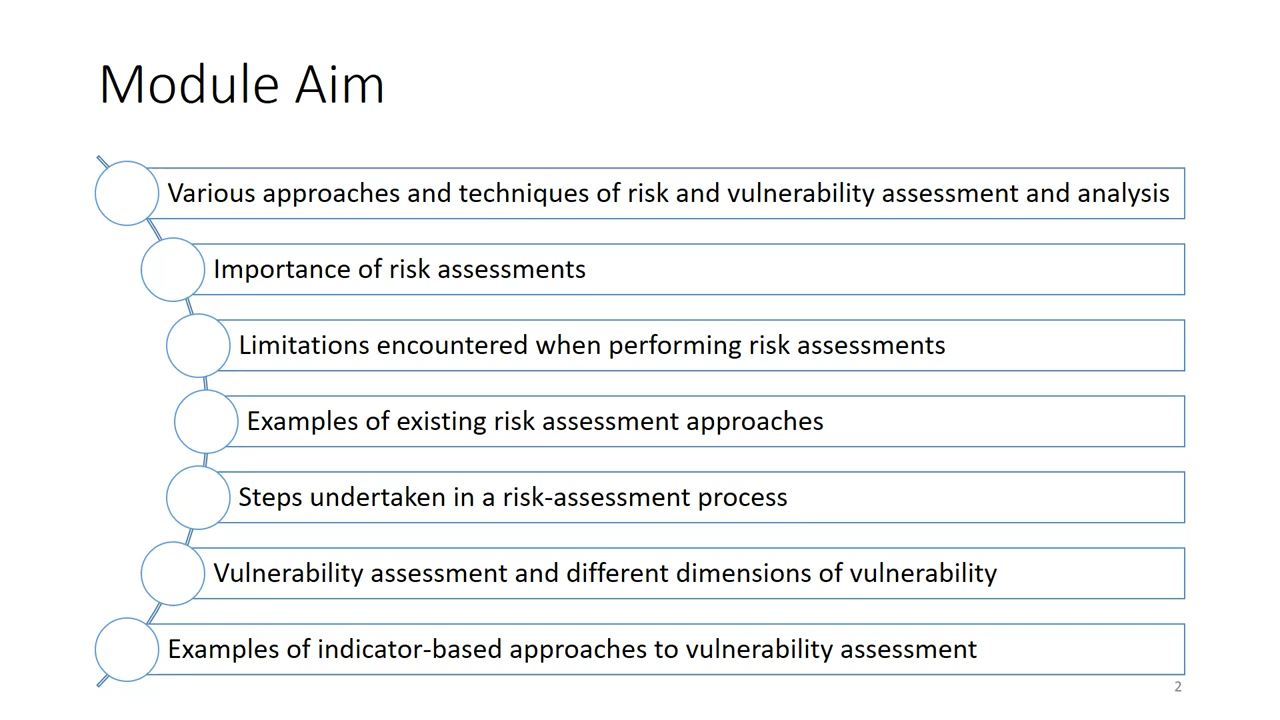 Module Aim
Various approaches and techniques of risk and vulnerability assessment and analysis
Importance of risk assessments
Limitations encountered when performing risk assessments
Examples of existing risk assessment approaches
Steps undertaken in a risk-assessment process
Vulnerability assessment and different dimensions of vulnerability
Examples of indicator-based approaches to vulnerability assessment
2